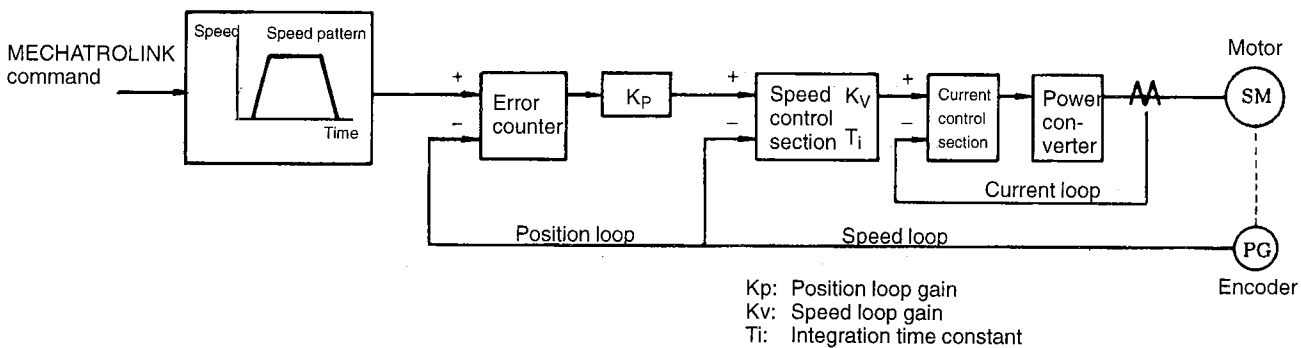 MECHATROLINK
command
Speed
Speed pattern
Time
+
−
Error
counter
KP
+
−
Speed KV
control
section Ti
+
−
Current
control
section
Power
con-
verter
Motor
SM
Current loop
Position loop
Speed loop
PG
Encoder
Kp: Position loop gain
Kv: Speed loop gain
Ti: Integration time constant